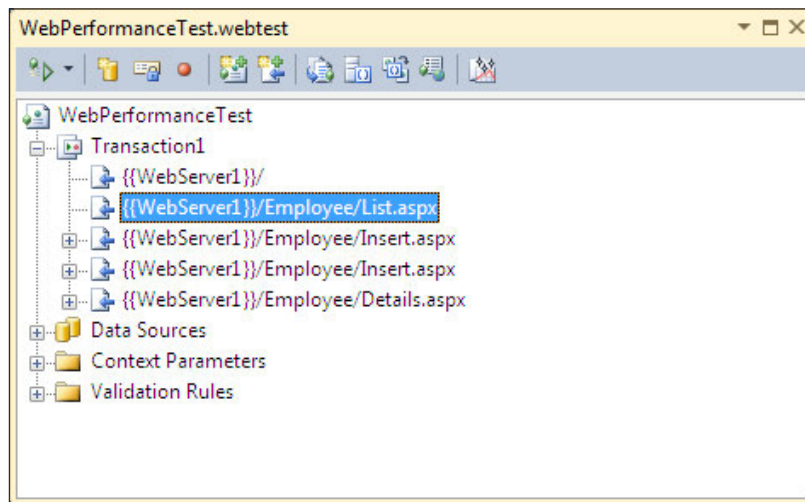 WebPerformanceTest.webtest
WebPerformanceTest
Transaction1
{{WebServer1}}/
{{WebServer1}}/Employee/List.aspx
{{WebServer1}}/Employee/Insert.aspx
{{WebServer1}}/Employee/Insert.aspx
{{WebServer1}}/Employee/Details.aspx
Data Sources
Context Parameters
Validation Rules